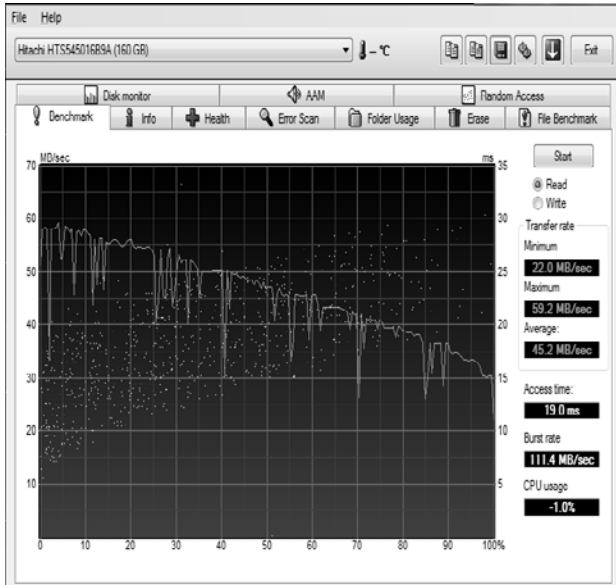 File Help
Hitachi HTS545016B9A (160 GB)
– °C
Exit
Disk monitor AAM Random Access
Benchmark Info Health Error Scan Folder Usage Erase File Benchmark
MB/sec ms
Start
70 35
Read
Write
60 30
Transfer rate
Minimum
22.0 MB/sec
50 25
Maximum
59.2 MB/sec
Average:
40 20
45.2 MB/sec
30 15
Access time:
19.0 ms
20 10
Burst rate
111.4 MB/sec
10 5
CPU usage
-1.0%
0 10 20 30 40 50 60 70 80 90 100%